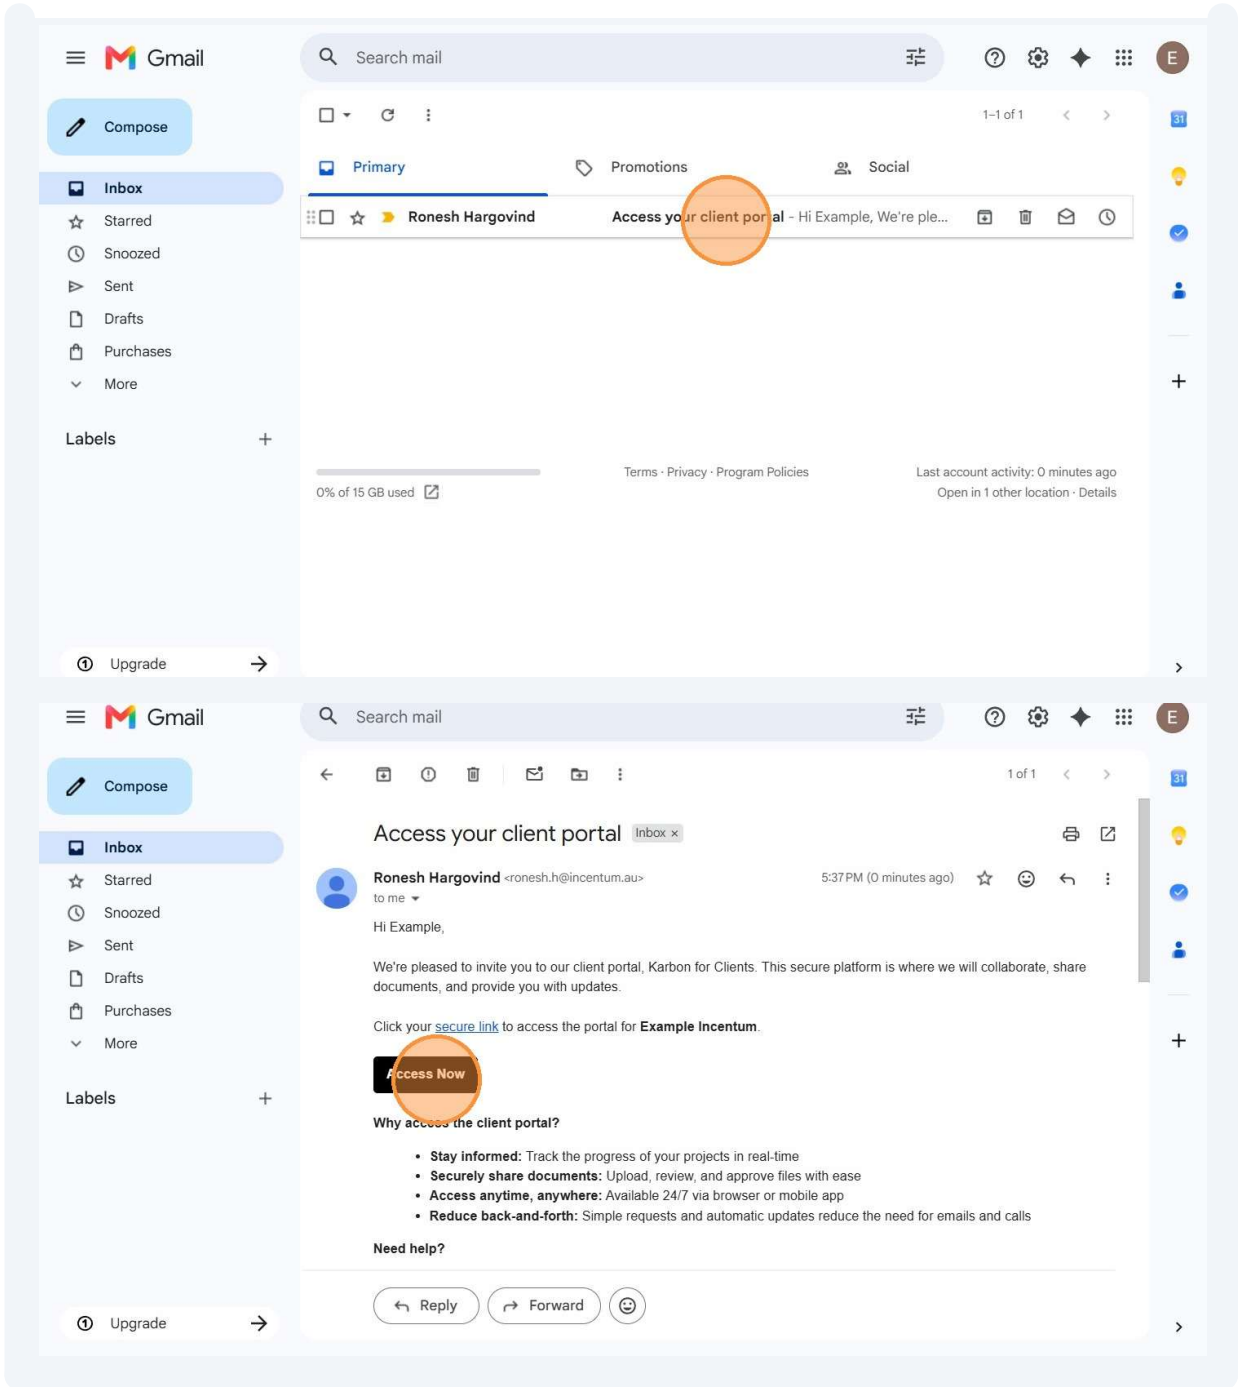 Gmail
Search mail
E
Compose
1–1 of 1
31
Primary
Promotions
Social
Inbox
Ronesh Hargovind
Access your client portal - Hi Example, We're ple...
Starred
Snoozed
Sent
Drafts
Purchases
More
Labels
Terms · Privacy · Program Policies
Last account activity: 0 minutes ago
0% of 15 GB used
Open in 1 other location · Details
Upgrade
Gmail
Search mail
E
Compose
1 of 1
31
Access your client portal
Inbox ×
Inbox
Ronesh Hargovind <ronesh.h@incentum.au>
5:37 PM (0 minutes ago)
Starred
to me
Snoozed
Hi Example,
Sent
We're pleased to invite you to our client portal, Karbon for Clients. This secure platform is where we will collaborate, share
Drafts
documents, and provide you with updates.
Purchases
Click your secure link to access the portal for Example Incentum.
More
Access Now
Labels
Why access the client portal?
• Stay informed: Track the progress of your projects in real-time
• Securely share documents: Upload, review, and approve files with ease
• Access anytime, anywhere: Available 24/7 via browser or mobile app
• Reduce back-and-forth: Simple requests and automatic updates reduce the need for emails and calls
Need help?
Reply
Forward
Upgrade